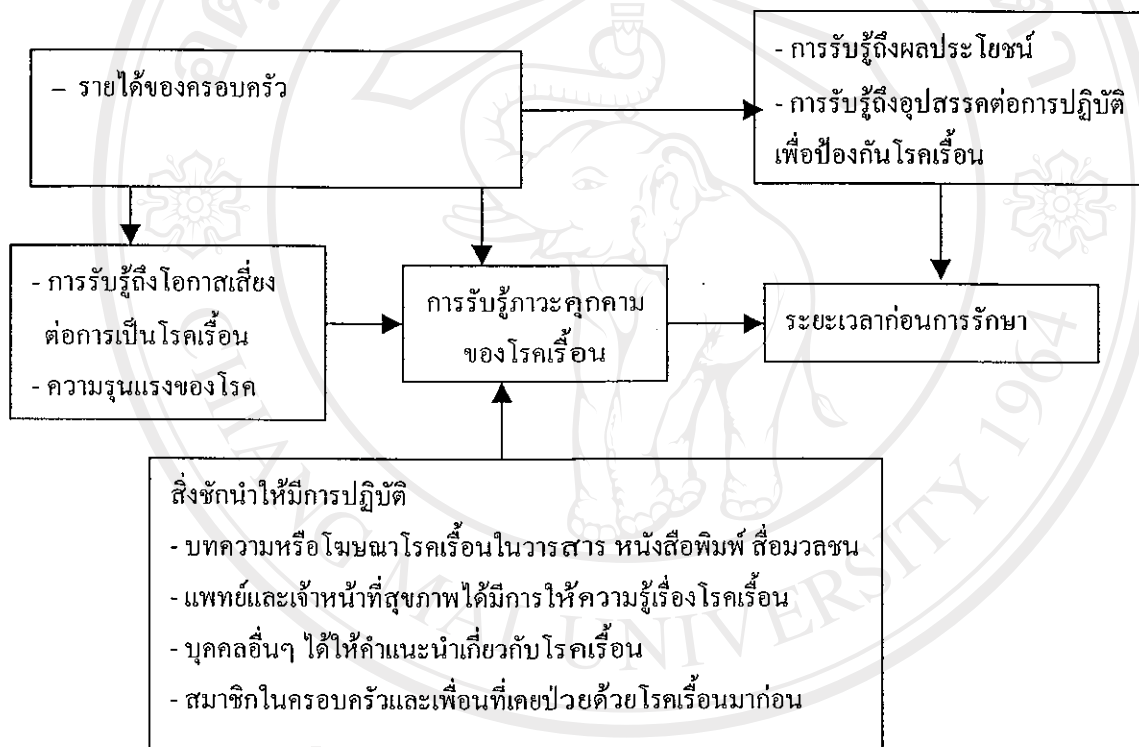 – รายได้ของครอบครัว
- การรับรู้ถึงผลประโยชน์
- การรับรู้ถึงอุปสรรคต่อการปฏิบัติ
เพื่อป้องกันโรคเรื้อน
- การรับรู้ถึงโอกาสเสี่ยง
ต่อการเป็นโรคเรื้อน
- ความรุนแรงของโรค
การรับรู้ภาวะคุกคาม
ของโรคเรื้อน
ระยะเวลาก่อนการรักษา
สิ่งชักนำให้มีการปฏิบัติ
- บทความหรือโฆษณาโรคเรื้อนในวารสาร หนังสือพิมพ์ สื่อมวลชน
- แพทย์และเจ้าหน้าที่สุขภาพได้มีการให้ความรู้เรื่องโรคเรื้อน
- บุคคลอื่นๆ ได้ให้คำแนะนำเกี่ยวกับโรคเรื้อน
- สมาชิกในครอบครัวและเพื่อนที่เคยป่วยด้วยโรคเรื้อนมาก่อน
CHIANG MAI UNIVERSITY 1964